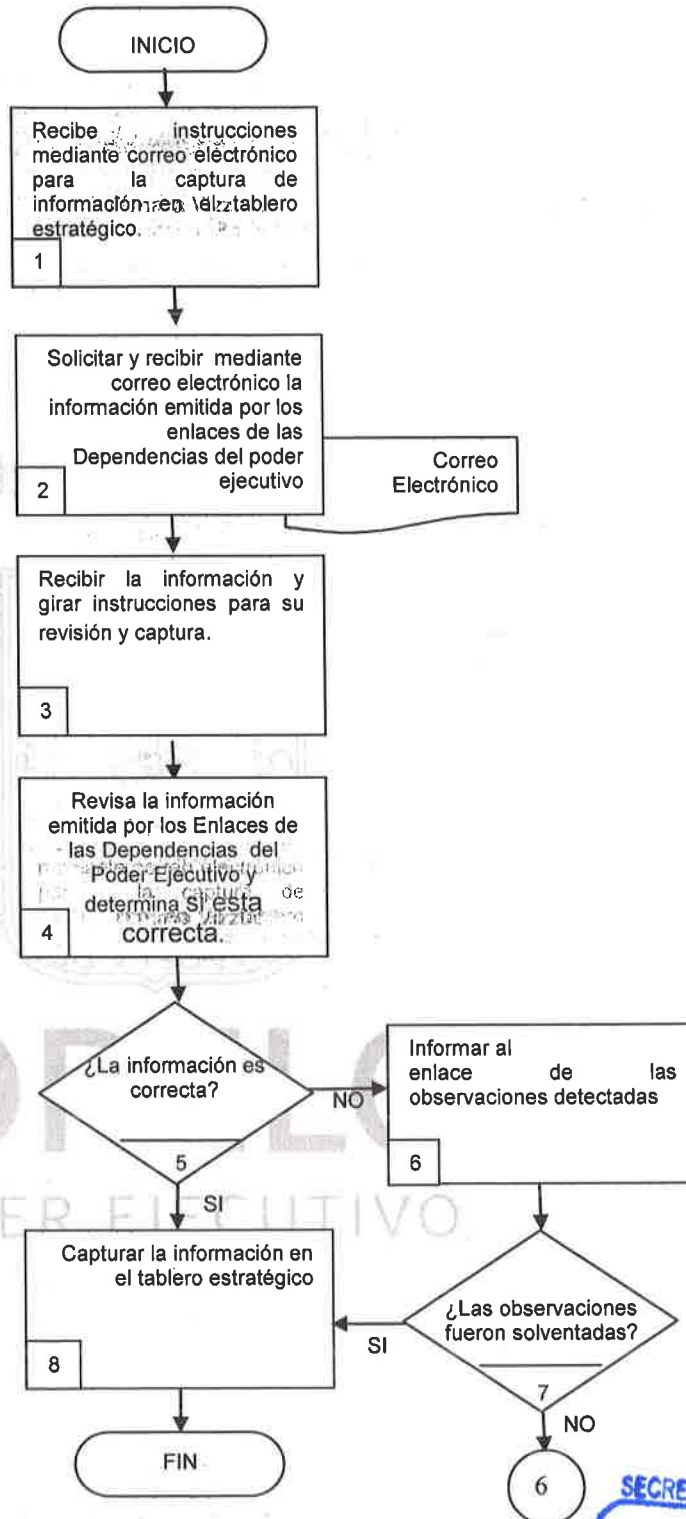 INICIO
Recibe instrucciones
mediante correo electrónico
para la captura de
información en el tablero
estratégico.
1
Solicitar y recibir mediante
correo electrónico la
información emitida por los
enlaces de las
Dependencias del poder
ejecutivo
2
Correo
Electrónico
Recibir la información y
girar instrucciones para su
revisión y captura.
3
Revisa la información
emitida por los Enlaces de
las Dependencias del
Poder Ejecutivo y
determina si esta
correcta.
4
¿La información es
correcta?
5
NO
SI
Informar al
enlace de las
observaciones detectadas
6
Capturar la información en
el tablero estratégico
8
¿Las observaciones
fueron solventadas?
7
SI
NO
FIN
6
EJECUTIVO
SECRE